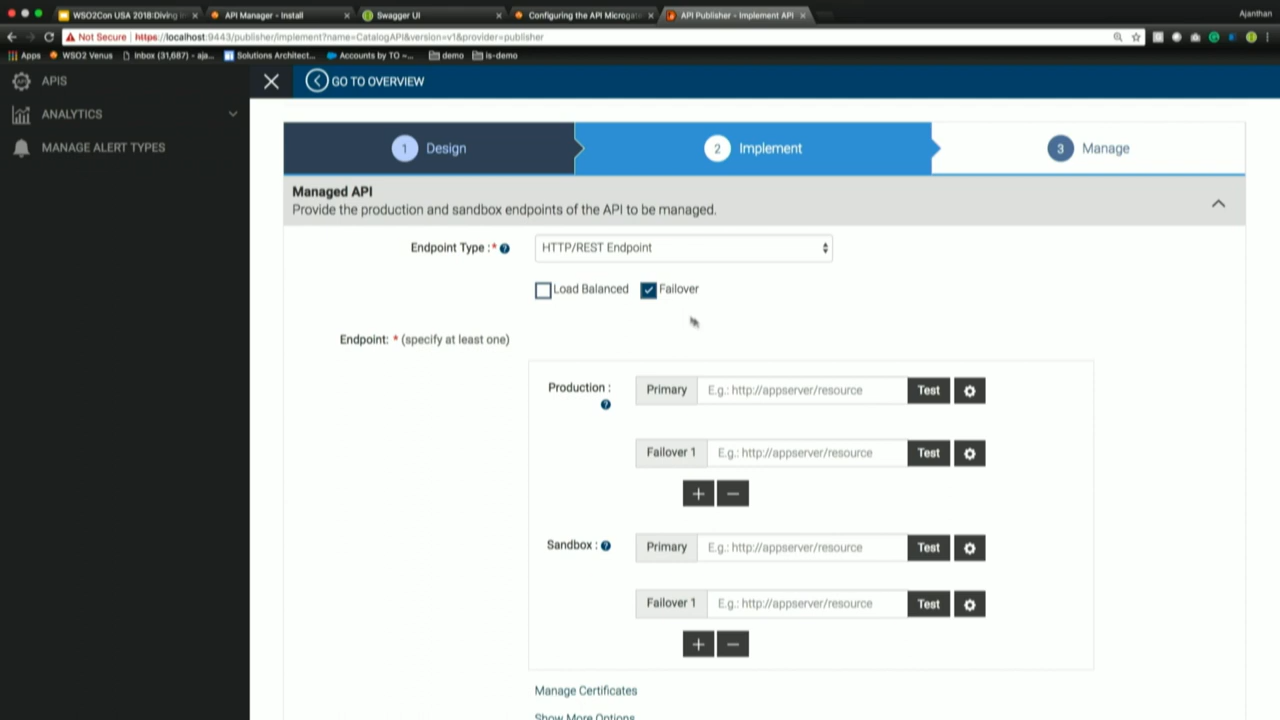 WSO2Con USA 2018:Diving
API Manager - Install
Swagger UI
Configuring the API Microgat
API Publisher - Implement API
Ajanthan
Not Secure | https://localhost:9443/publisher/implement?name=CatalogAPI&version=v1&provider=publisher
Apps
WSO2 Venus
Inbox (31,687) - aja...
Solutions Architect...
Accounts by TO –...
demo
is-demo
APIS
ANALYTICS
MANAGE ALERT TYPES
GO TO OVERVIEW
1 Design
2 Implement
3 Manage
Managed API
Provide the production and sandbox endpoints of the API to be managed.
Endpoint Type :* ?
HTTP/REST Endpoint
Load Balanced
Failover
Endpoint: * (specify at least one)
Production : ?
Primary E.g.: http://appserver/resource Test
Failover 1 E.g.: http://appserver/resource Test
+ −
Sandbox : ?
Primary E.g.: http://appserver/resource Test
Failover 1 E.g.: http://appserver/resource Test
+ −
Manage Certificates
Show More Options